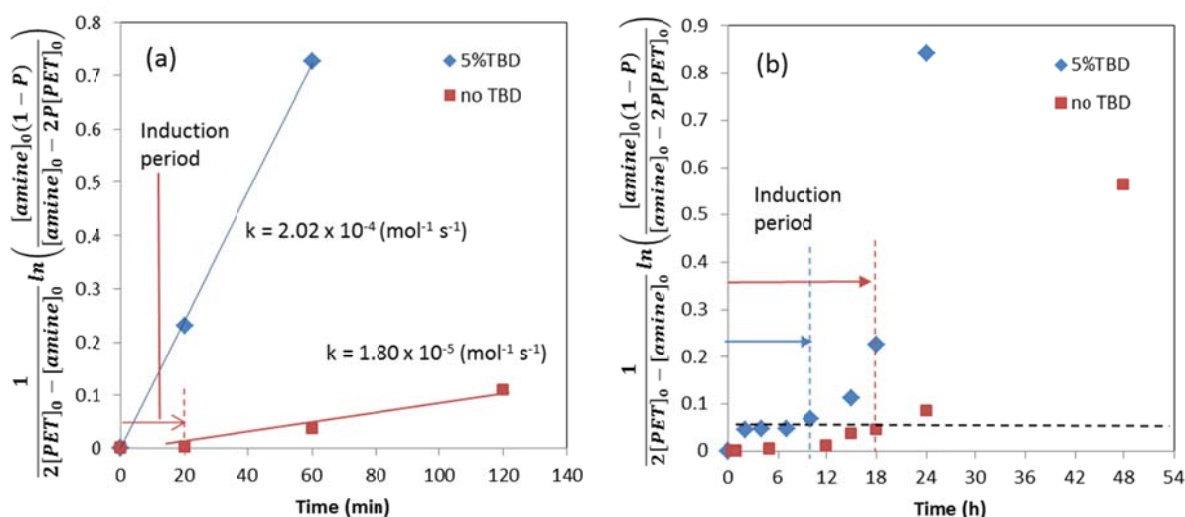 (a)
5%TBD
no TBD
Induction
period
k = 2.02 x 10⁻⁴ (mol⁻¹ s⁻¹)
k = 1.80 x 10⁻⁵ (mol⁻¹ s⁻¹)
0.8
0.7
0.6
0.5
0.4
0.3
0.2
0.1
0
0 20 40 60 80 100 120 140
Time (min)
1/(2[PET]₀ − [amine]₀) ln([amine]₀(1 − P)/([amine]₀ − 2P[PET]₀))
(b)
5%TBD
no TBD
Induction
period
0.9
0.8
0.7
0.6
0.5
0.4
0.3
0.2
0.1
0
0 6 12 18 24 30 36 42 48 54
Time (h)
1/(2[PET]₀ − [amine]₀) ln([amine]₀(1 − P)/([amine]₀ − 2P[PET]₀))